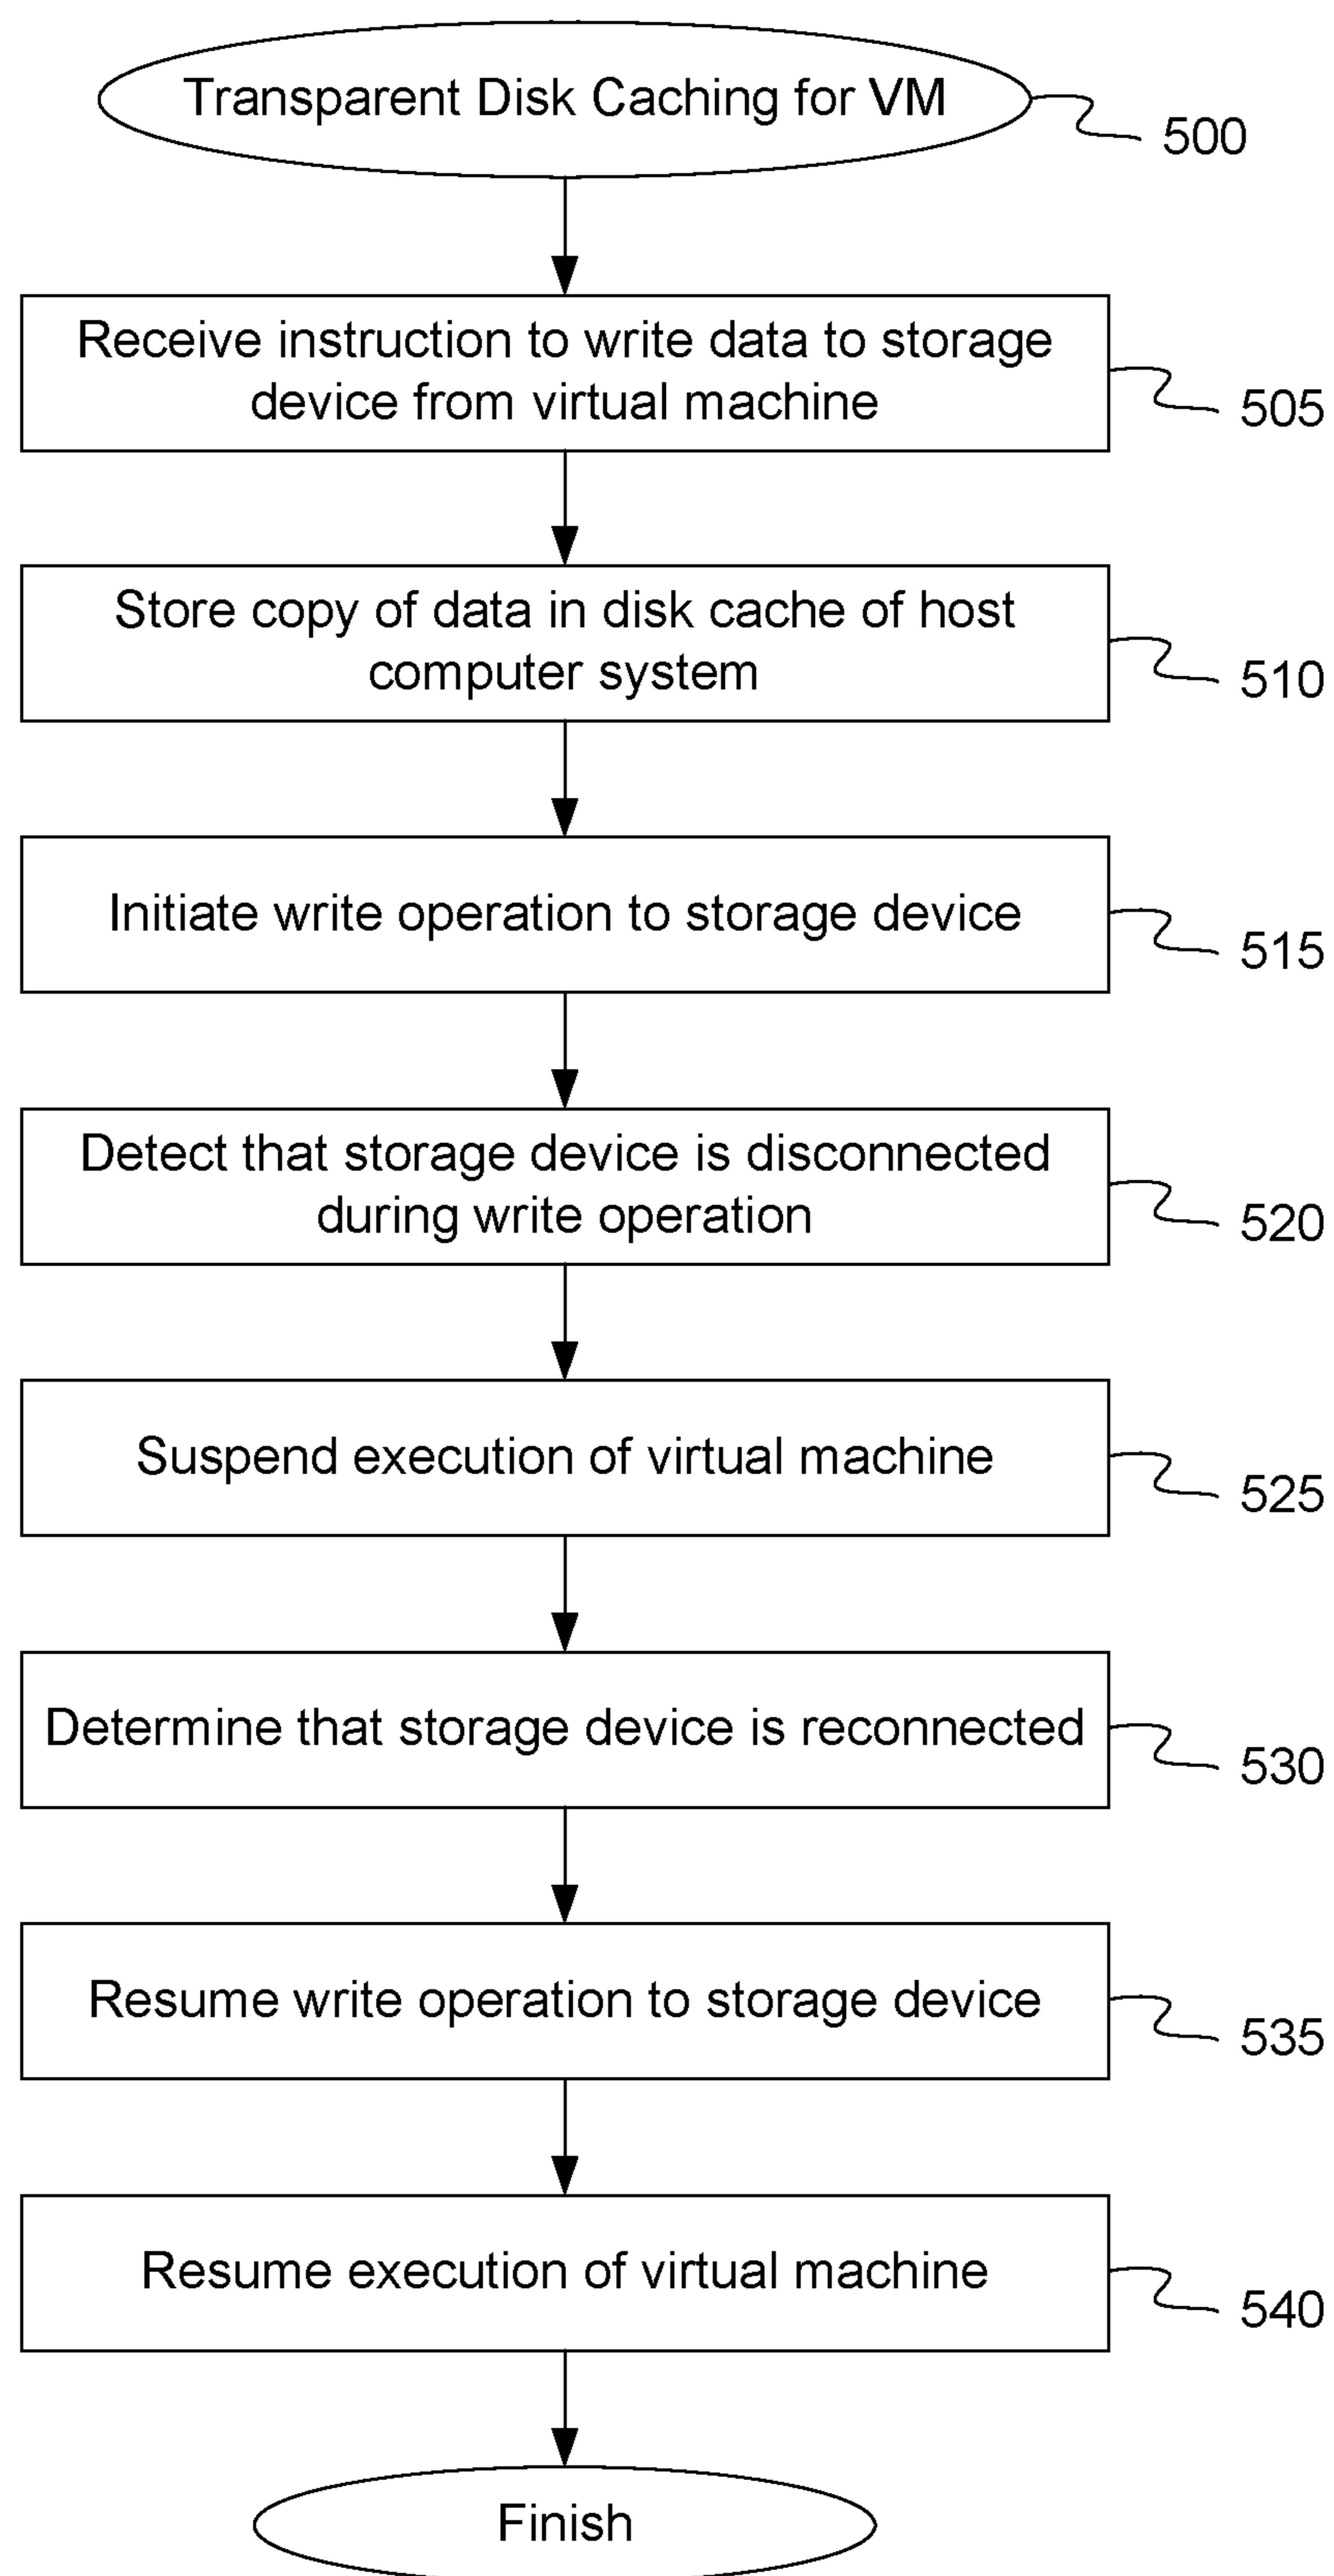 Transparent Disk Caching for VM
500
Receive instruction to write data to storage
device from virtual machine
505
Store copy of data in disk cache of host
computer system
510
Initiate write operation to storage device
515
Detect that storage device is disconnected
during write operation
520
Suspend execution of virtual machine
525
Determine that storage device is reconnected
530
Resume write operation to storage device
535
Resume execution of virtual machine
540
Finish